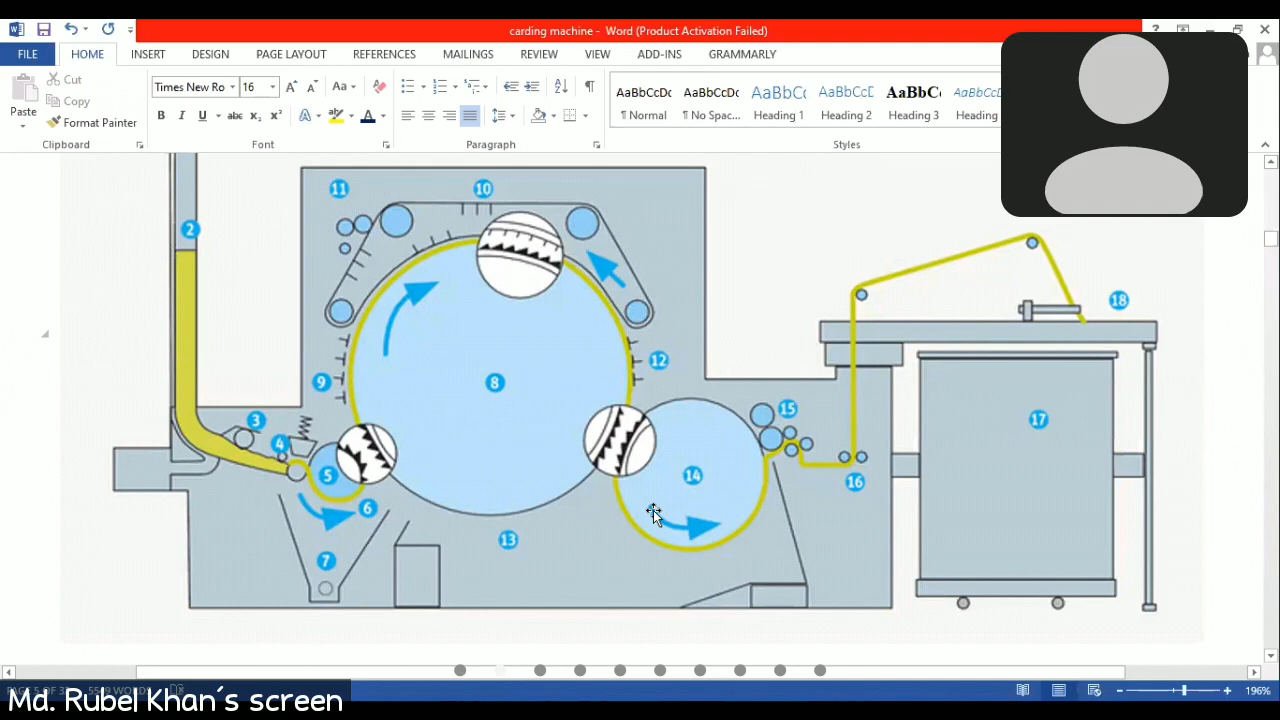 carding machine - Word (Product Activation Failed)
FILE HOME INSERT DESIGN PAGE LAYOUT REFERENCES MAILINGS REVIEW VIEW ADD-INS GRAMMARLY
Cut
Copy
Format Painter
Paste
Times New Ro 16
AaBbCcDc AaBbCcDc AaBbCc AaBbCcD AaBbCc AaBbCcD
¶ Normal ¶ No Spac... Heading 1 Heading 2 Heading 3 Heading
Clipboard Font Paragraph Styles
11 10
2
18
12
9 8
3 15 17
4
5 14 16
6
13
7
196%
Md. Rubel Khan's screen